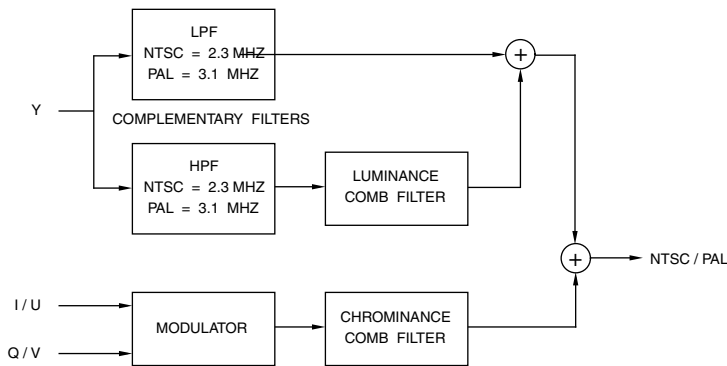 LPF
NTSC = 2.3 MHZ
PAL = 3.1 MHZ
Y
COMPLEMENTARY FILTERS
HPF
NTSC = 2.3 MHZ
PAL = 3.1 MHZ
LUMINANCE
COMB FILTER
+
+
NTSC / PAL
I / U
Q / V
MODULATOR
CHROMINANCE
COMB FILTER